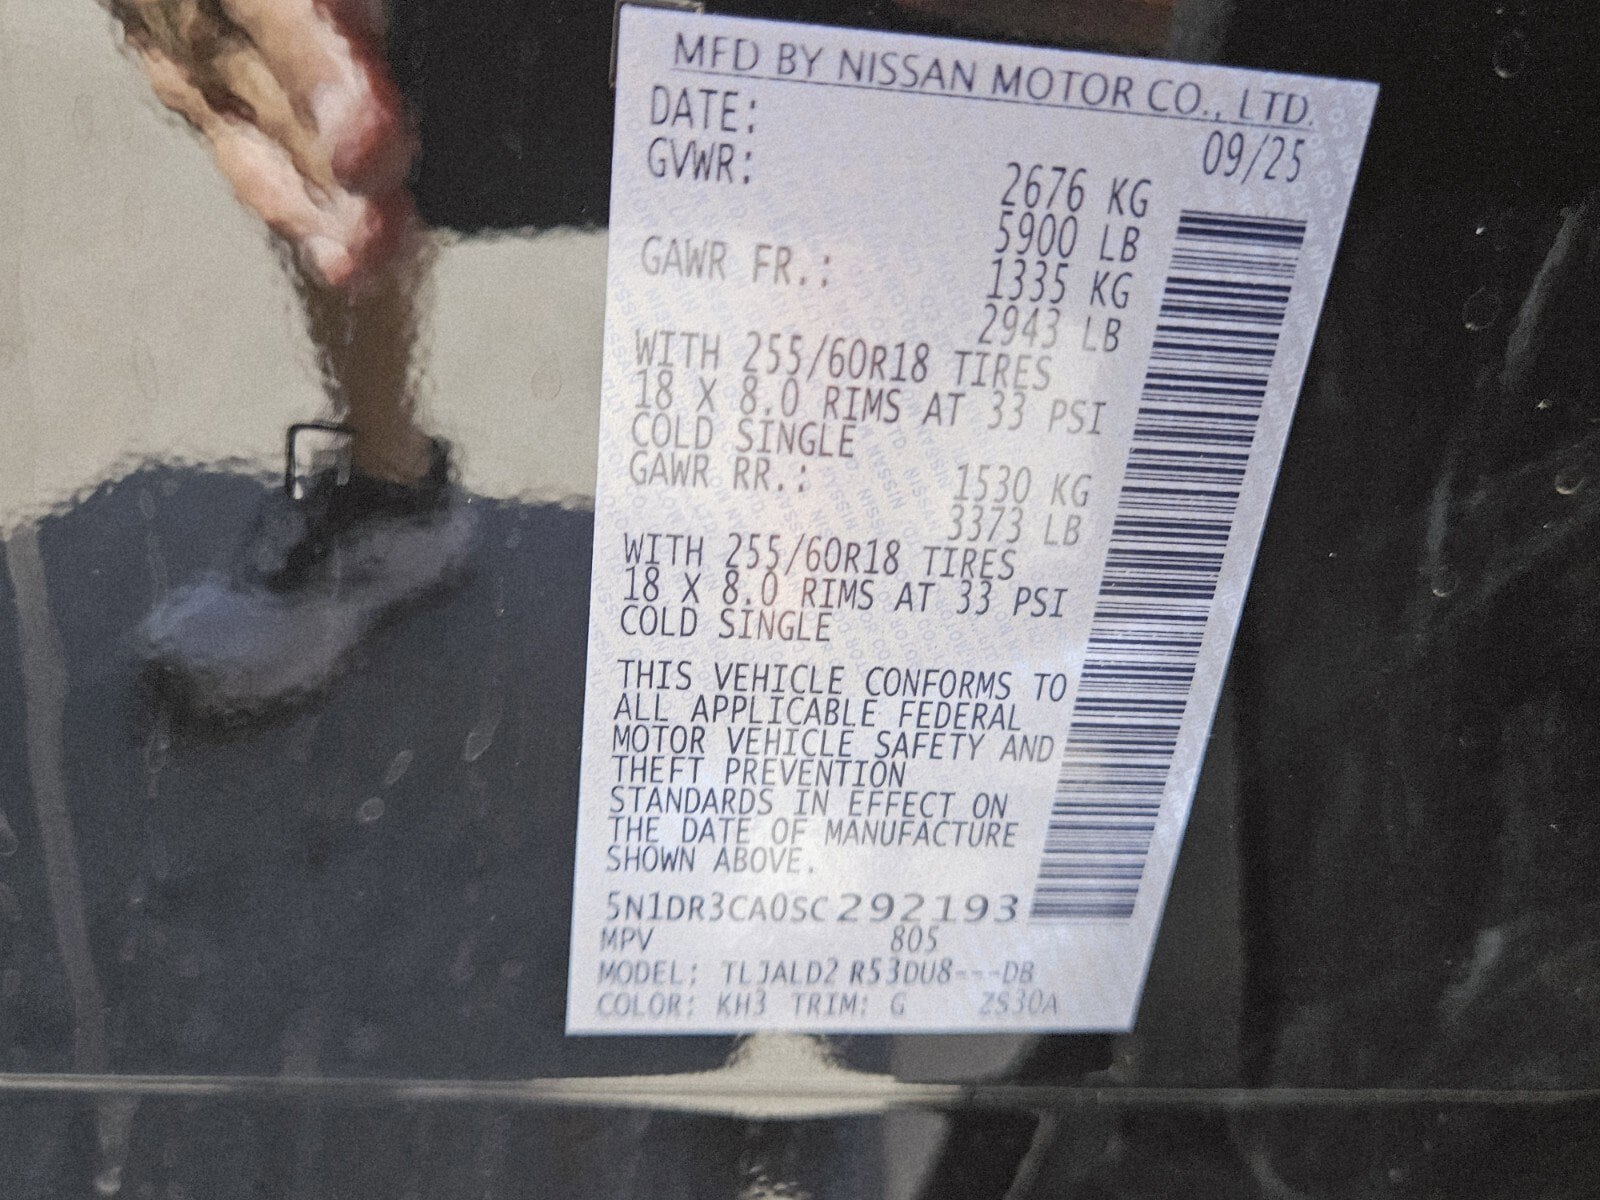 MFD BY NISSAN MOTOR CO., LTD.
DATE: 09/25
GVWR: 2676 KG
5900 LB
GAWR FR.: 1335 KG
2943 LB
WITH 255/60R18 TIRES
18 X 8.0 RIMS AT 33 PSI
COLD SINGLE
GAWR RR.: 1530 KG
3373 LB
WITH 255/60R18 TIRES
18 X 8.0 RIMS AT 33 PSI
COLD SINGLE
THIS VEHICLE CONFORMS TO
ALL APPLICABLE FEDERAL
MOTOR VEHICLE SAFETY AND
THEFT PREVENTION
STANDARDS IN EFFECT ON
THE DATE OF MANUFACTURE
SHOWN ABOVE.
5N1DR3CA0SC292193
MPV 805
MODEL: TLJALD2 R53DU8---DB
COLOR: KH3 TRIM: G ZS30A